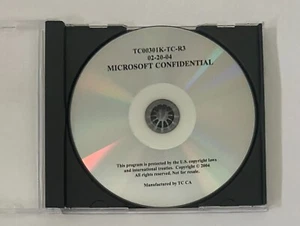 TC00301K-TC-R3
02-20-04
MICROSOFT CONFIDENTIAL
This program is protected by the U.S. copyright laws
and international treaties. Copyright © 2004
All rights reserved. Not for resale.
Manufactured by TC CA